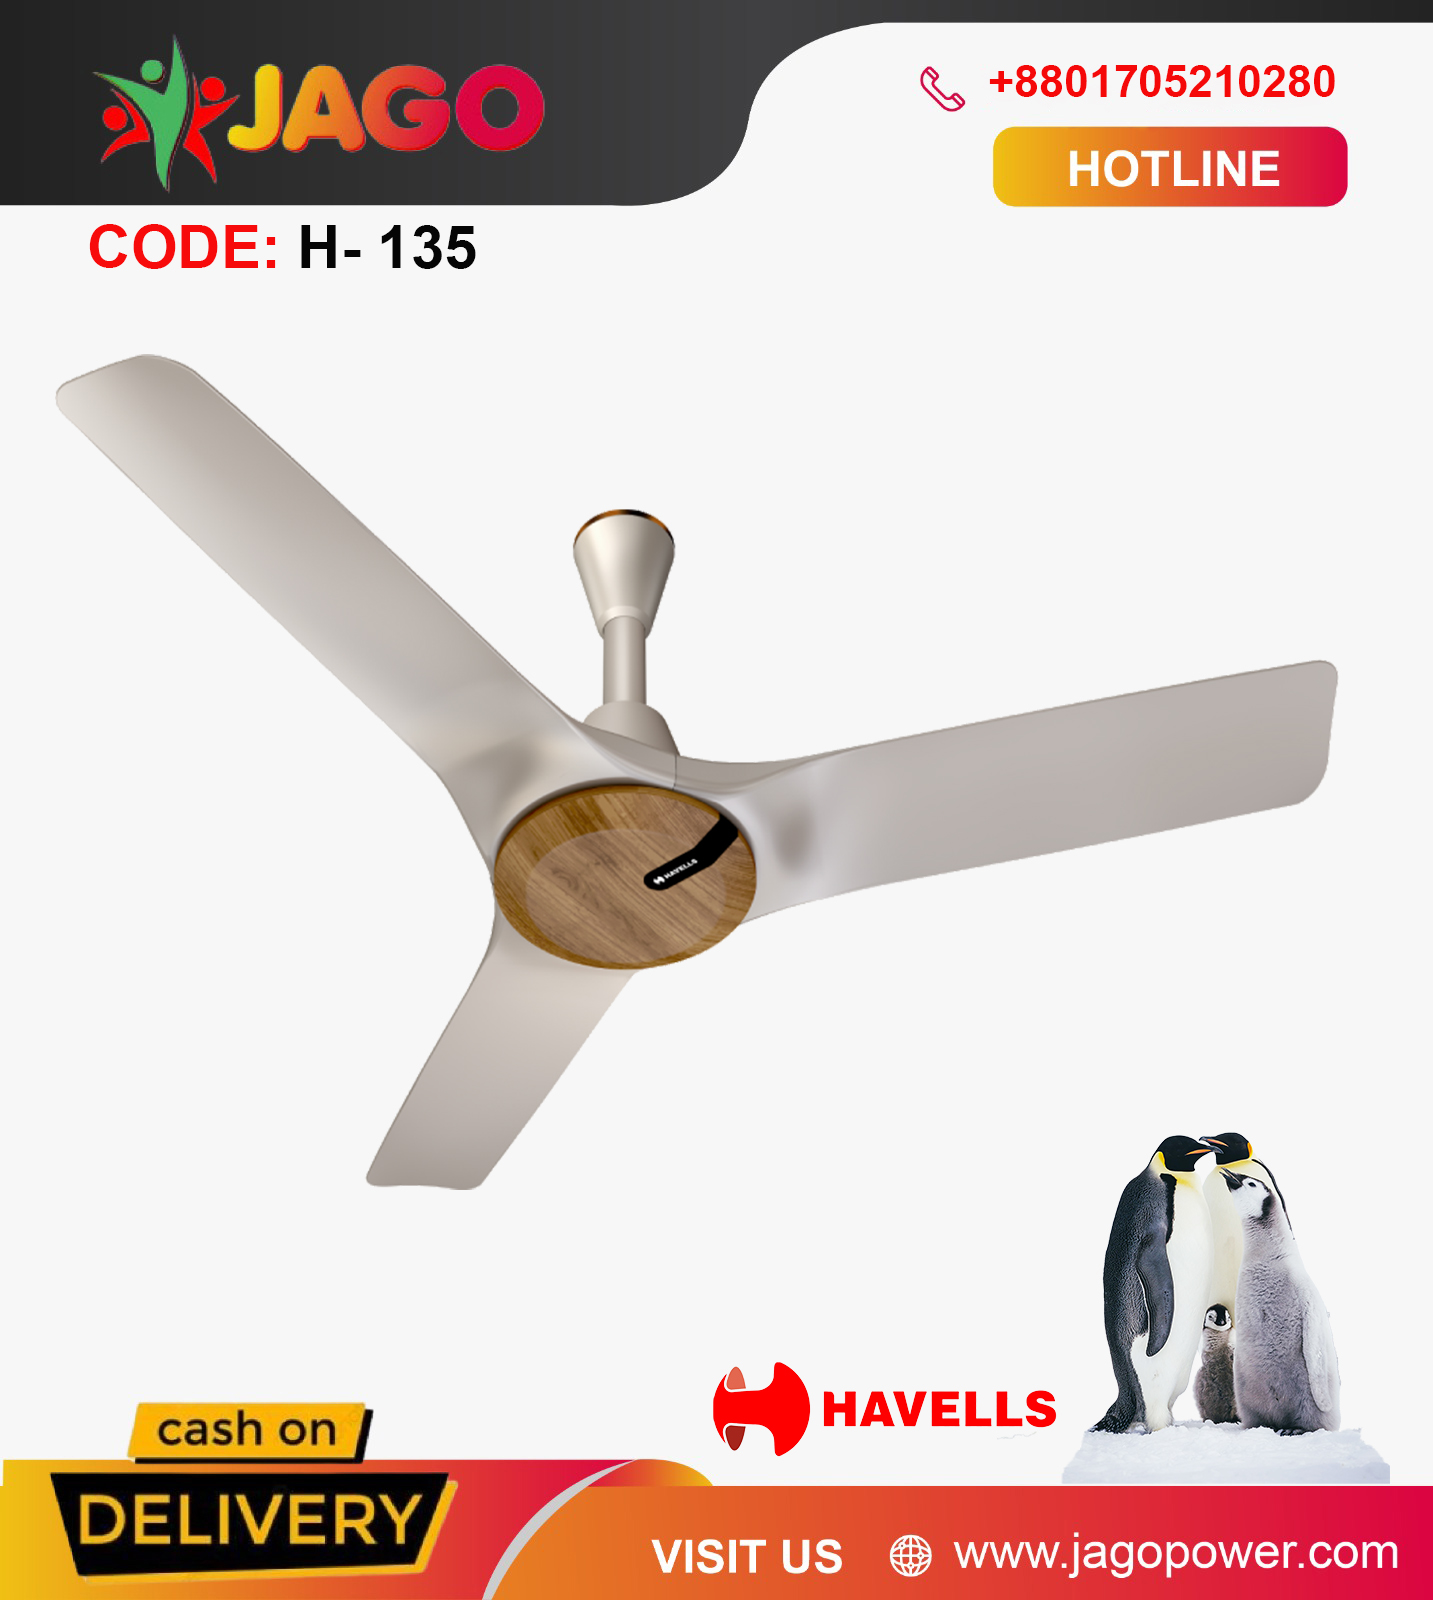 JAGO
+8801705210280
HOTLINE
CODE: H- 135
HAVELLS
HAVELLS
cash on
DELIVERY
VISIT US
www.jagopower.com